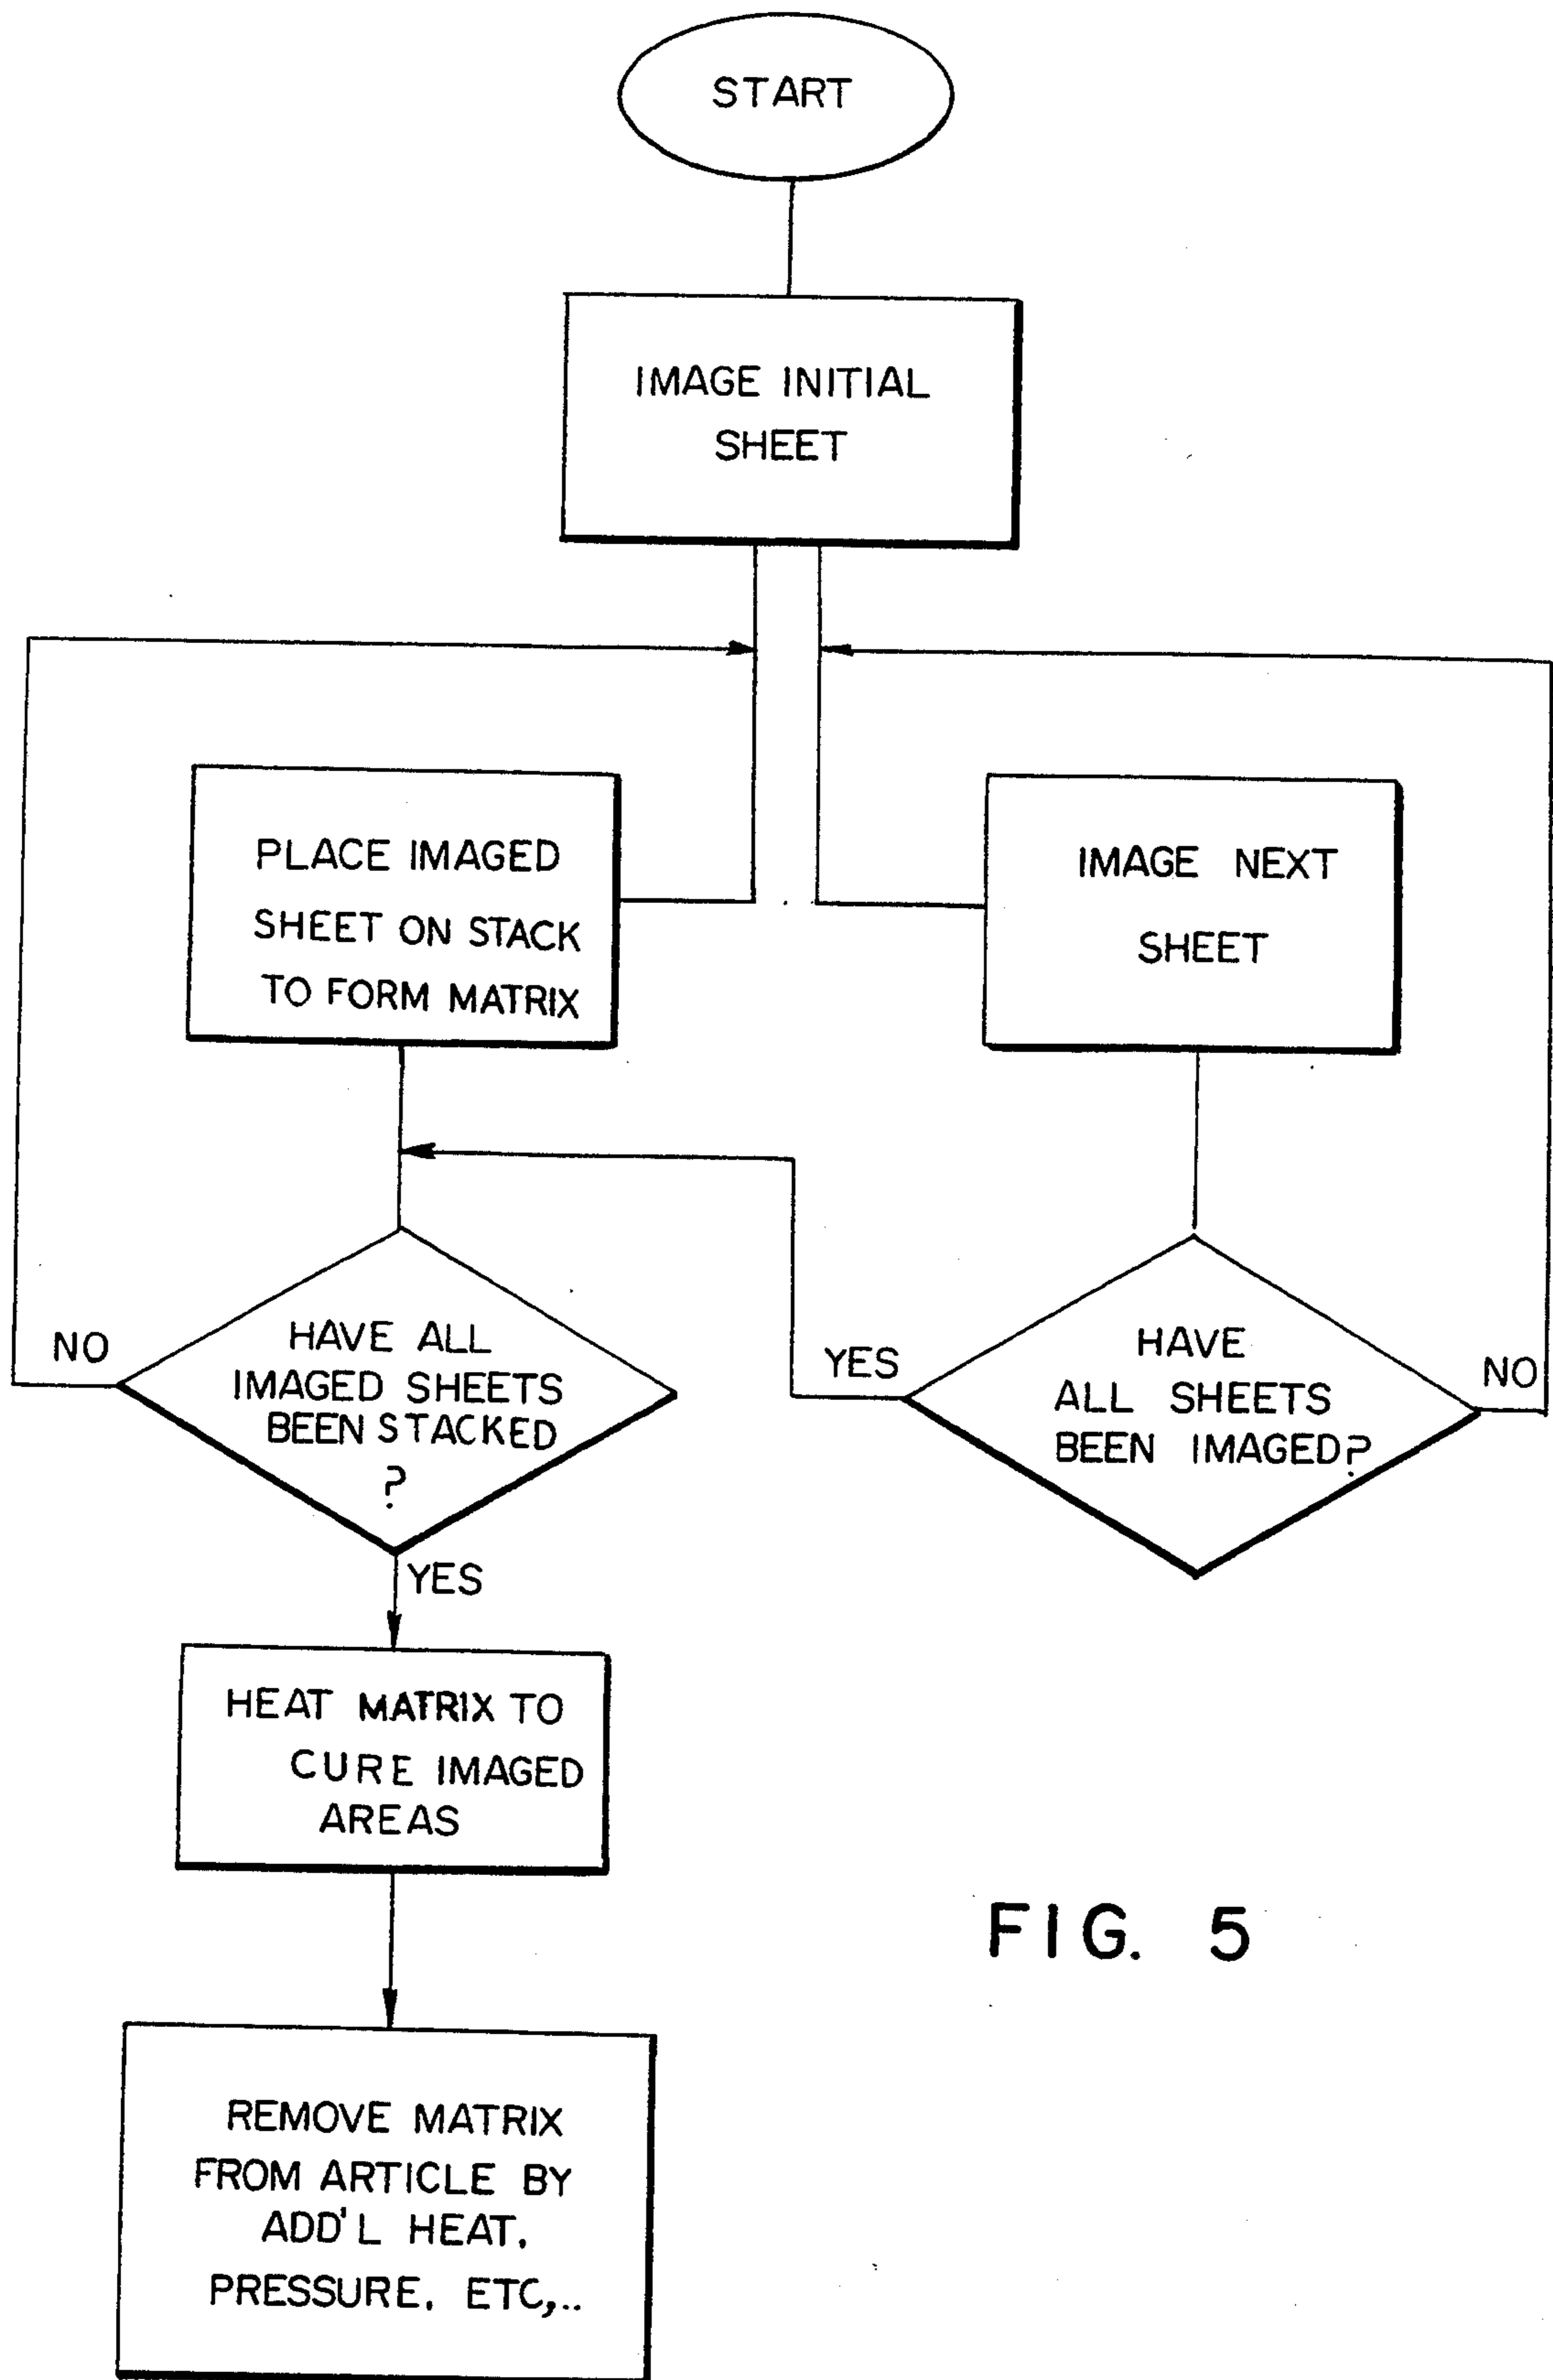 START
IMAGE INITIAL
SHEET
PLACE IMAGED
SHEET ON STACK
TO FORM MATRIX
IMAGE NEXT
SHEET
HAVE ALL
IMAGED SHEETS
BEEN STACKED
?
NO
YES
HAVE
ALL SHEETS
BEEN IMAGED?
YES
NO
HEAT MATRIX TO
CURE IMAGED
AREAS
REMOVE MATRIX
FROM ARTICLE BY
ADD'L HEAT,
PRESSURE, ETC,..
FIG. 5